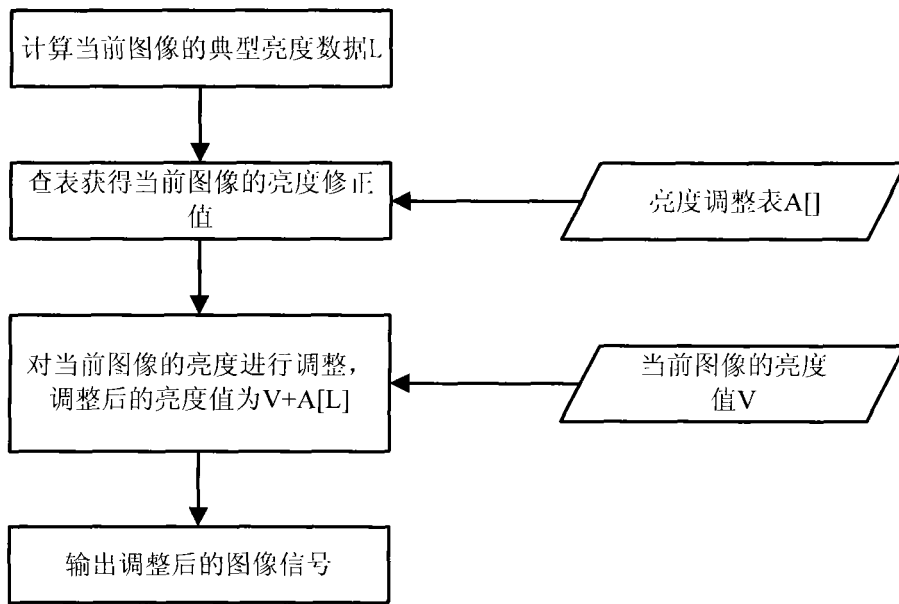 计算当前图像的典型亮度数据L
查表获得当前图像的亮度修正
值
亮度调整表A[]
对当前图像的亮度进行调整，
调整后的亮度值为V+A[L]
当前图像的亮度
值V
输出调整后的图像信号